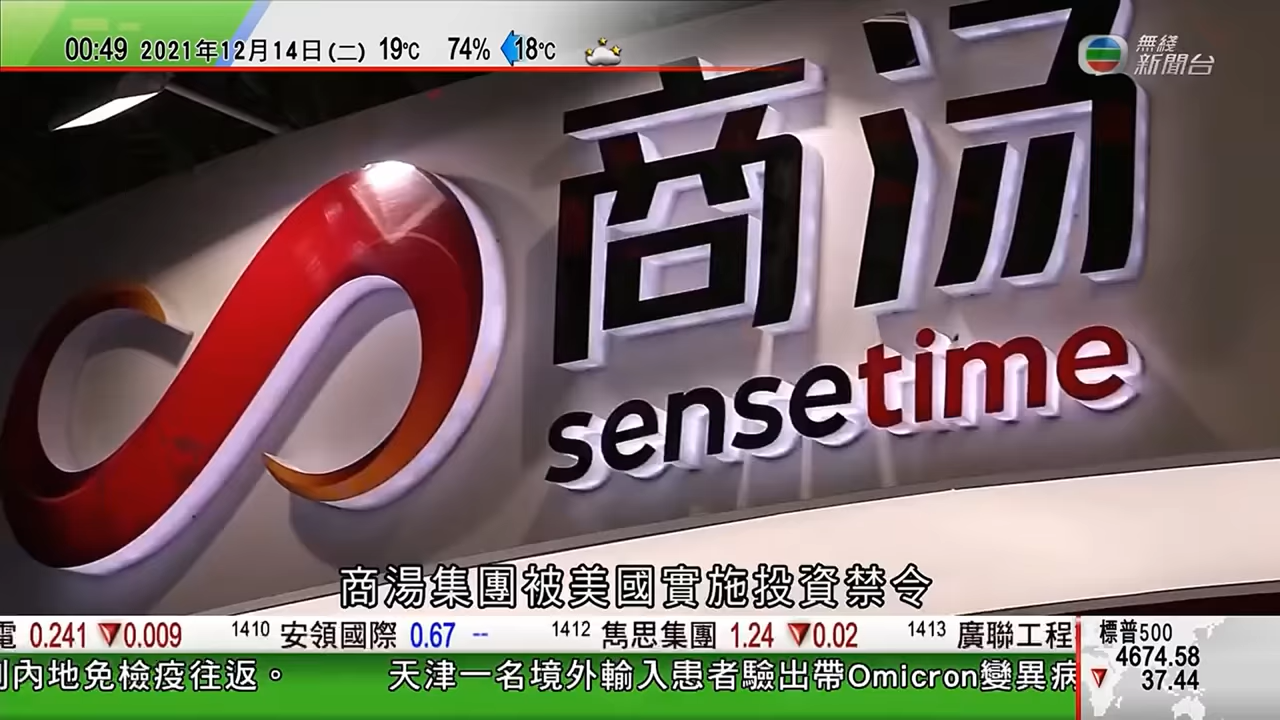 00:49 2021年12月14日(二) 19℃ 74% 18℃
無綫
新聞台
商汤
sensetime
商湯集團被美國實施投資禁令
電 0.241 ▼0.009 1410 安領國際 0.67 -- 1412 雋思集團 1.24 ▼0.02 1413 廣聯工程
標普500
4674.58
▼ 37.44
到內地免檢疫往返。 天津一名境外輸入患者驗出帶Omicron變異病